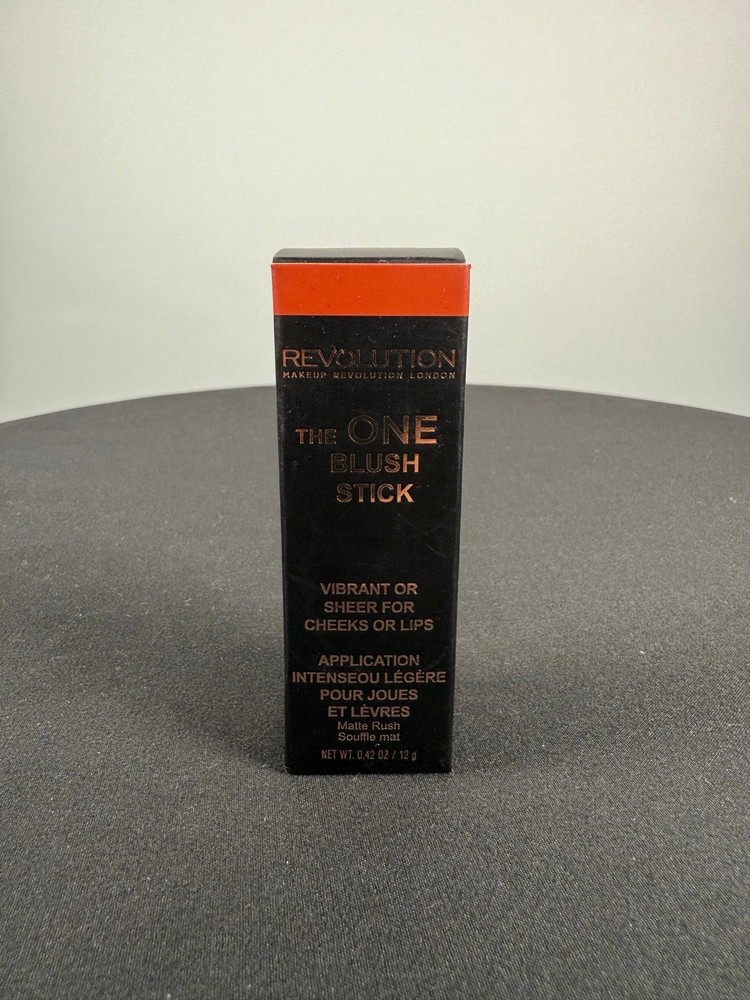 REVOLUTION
MAKEUP REVOLUTION LONDON
THE ONE
BLUSH
STICK
VIBRANT OR
SHEER FOR
CHEEKS OR LIPS
APPLICATION
INTENSEOU LÉGÈRE
POUR JOUES
ET LÈVRES
Matte Rush
Souffle mat
NET WT. 0.42 OZ / 12 g